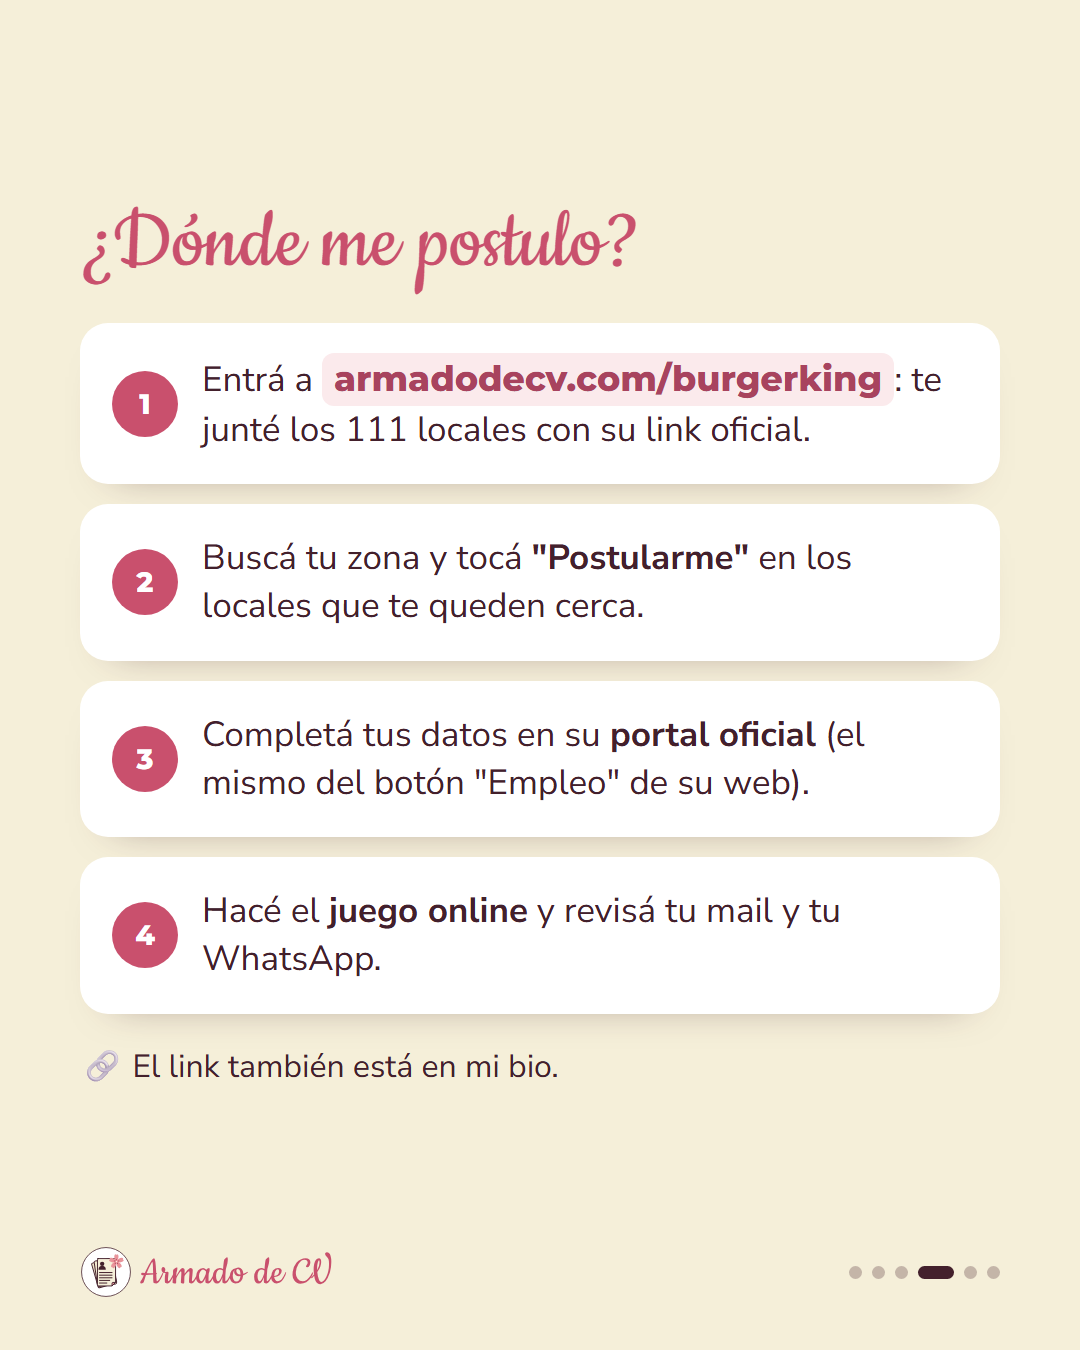 ¿Dónde me postulo?
1
Entrá a armadodecv.com/burgerking : te
junté los 111 locales con su link oficial.
2
Buscá tu zona y tocá "Postularme" en los
locales que te queden cerca.
3
Completá tus datos en su portal oficial (el
mismo del botón "Empleo" de su web).
4
Hacé el juego online y revisá tu mail y tu
WhatsApp.
🔗 El link también está en mi bio.
Armado de CV